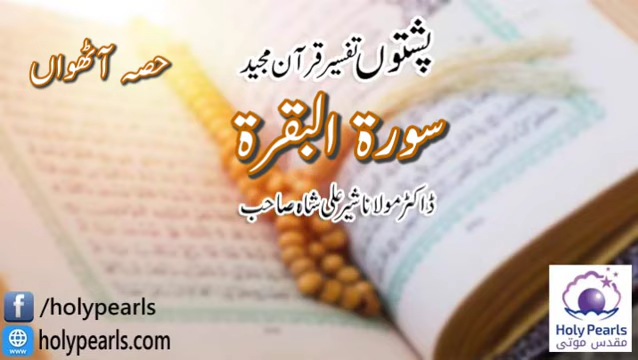 پشتوں تفسیر قرآن مجید
حصہ آٹھواں
سورۃ البقرۃ
ڈاکٹر مولانا شیر علی شاہ صاحب
/holypearls
holypearls.com
Holy Pearls
مقدس موتی